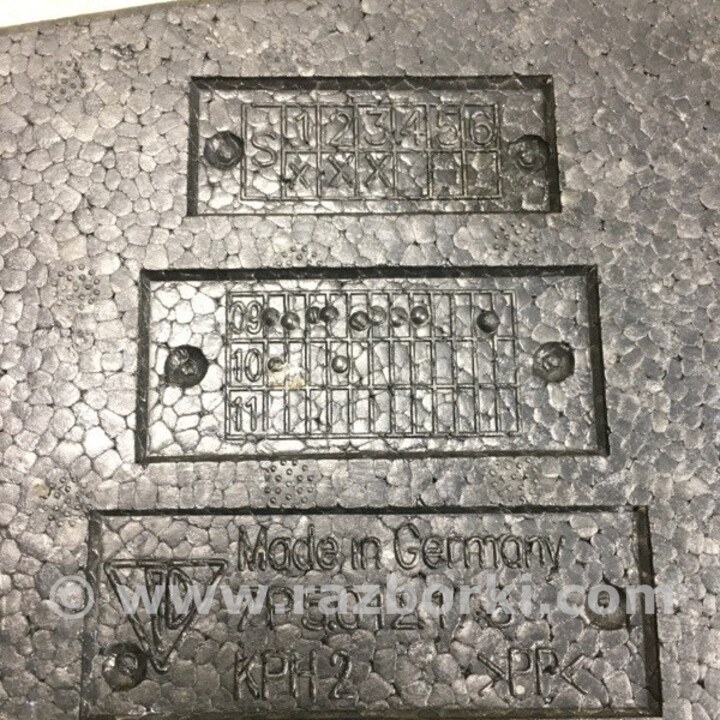 S 1 2 3 4 5 6
X X X
09
10
11
Made in Germany
© www.razborki.com
KPH-2 >PP<